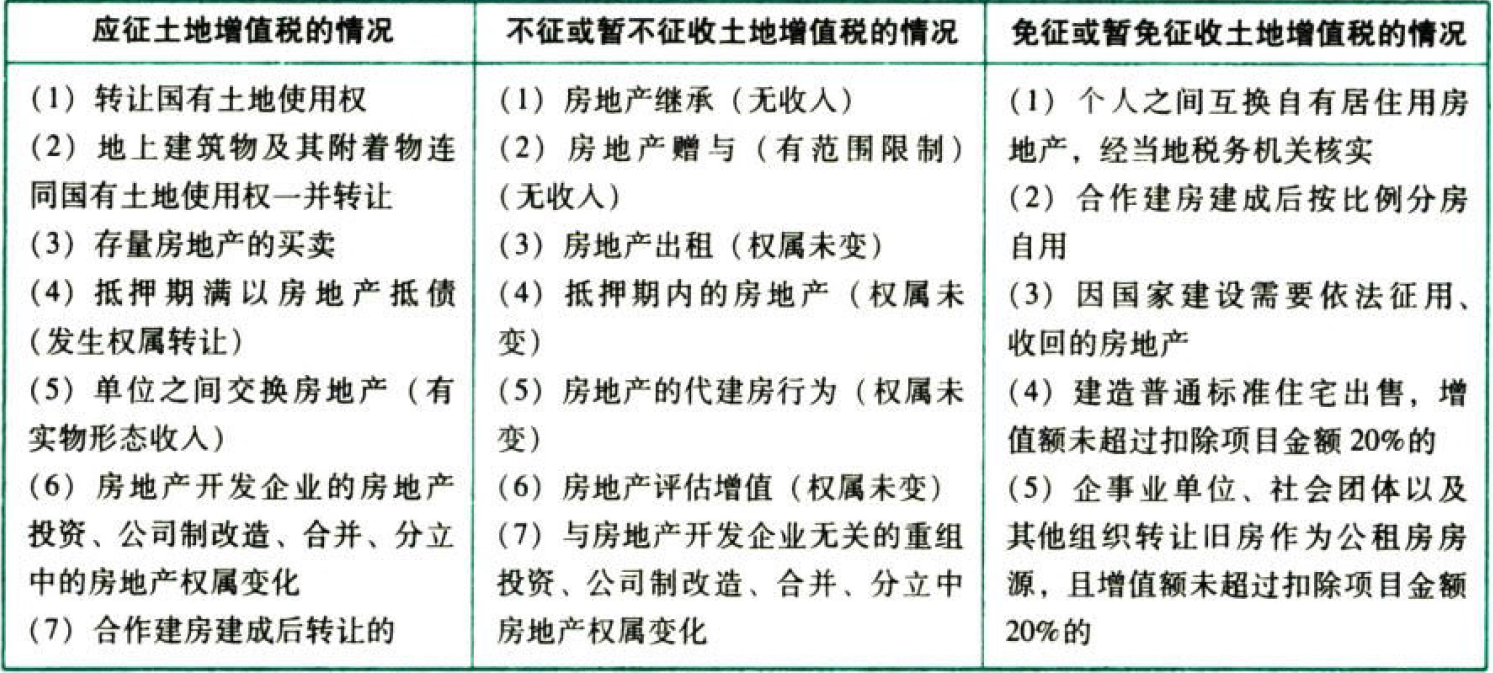 应征土地增值税的情况
不征或暂不征收土地增值税的情况
免征或暂免征收土地增值税的情况
(1) 转让国有土地使用权
(2) 地上建筑物及其附着物连
同国有土地使用权一并转让
(3) 存量房地产的买卖
(4) 抵押期满以房地产抵债
(发生权属转让)
(5) 单位之间交换房地产 (有
实物形态收入)
(6) 房地产开发企业的房地产
投资、公司制改造、合并、分立
中的房地产权属变化
(7) 合作建房建成后转让的
(1) 房地产继承 (无收入)
(2) 房地产赠与 (有范围限制)
(无收入)
(3) 房地产出租 (权属未变)
(4) 抵押期内的房地产 (权属未
变)
(5) 房地产的代建房行为 (权属未
变)
(6) 房地产评估增值 (权属未变)
(7) 与房地产开发企业无关的重组
投资、公司制改造、合并、分立中
房地产权属变化
(1) 个人之间互换自有居住用房
地产，经当地税务机关核实
(2) 合作建房建成后按比例分房
自用
(3) 因国家建设需要依法征用、
收回的房地产
(4) 建造普通标准住宅出售，增
值额未超过扣除项目金额 20%的
(5) 企事业单位、社会团体以及
其他组织转让旧房作为公租房房
源，且增值额未超过扣除项目金额
20%的